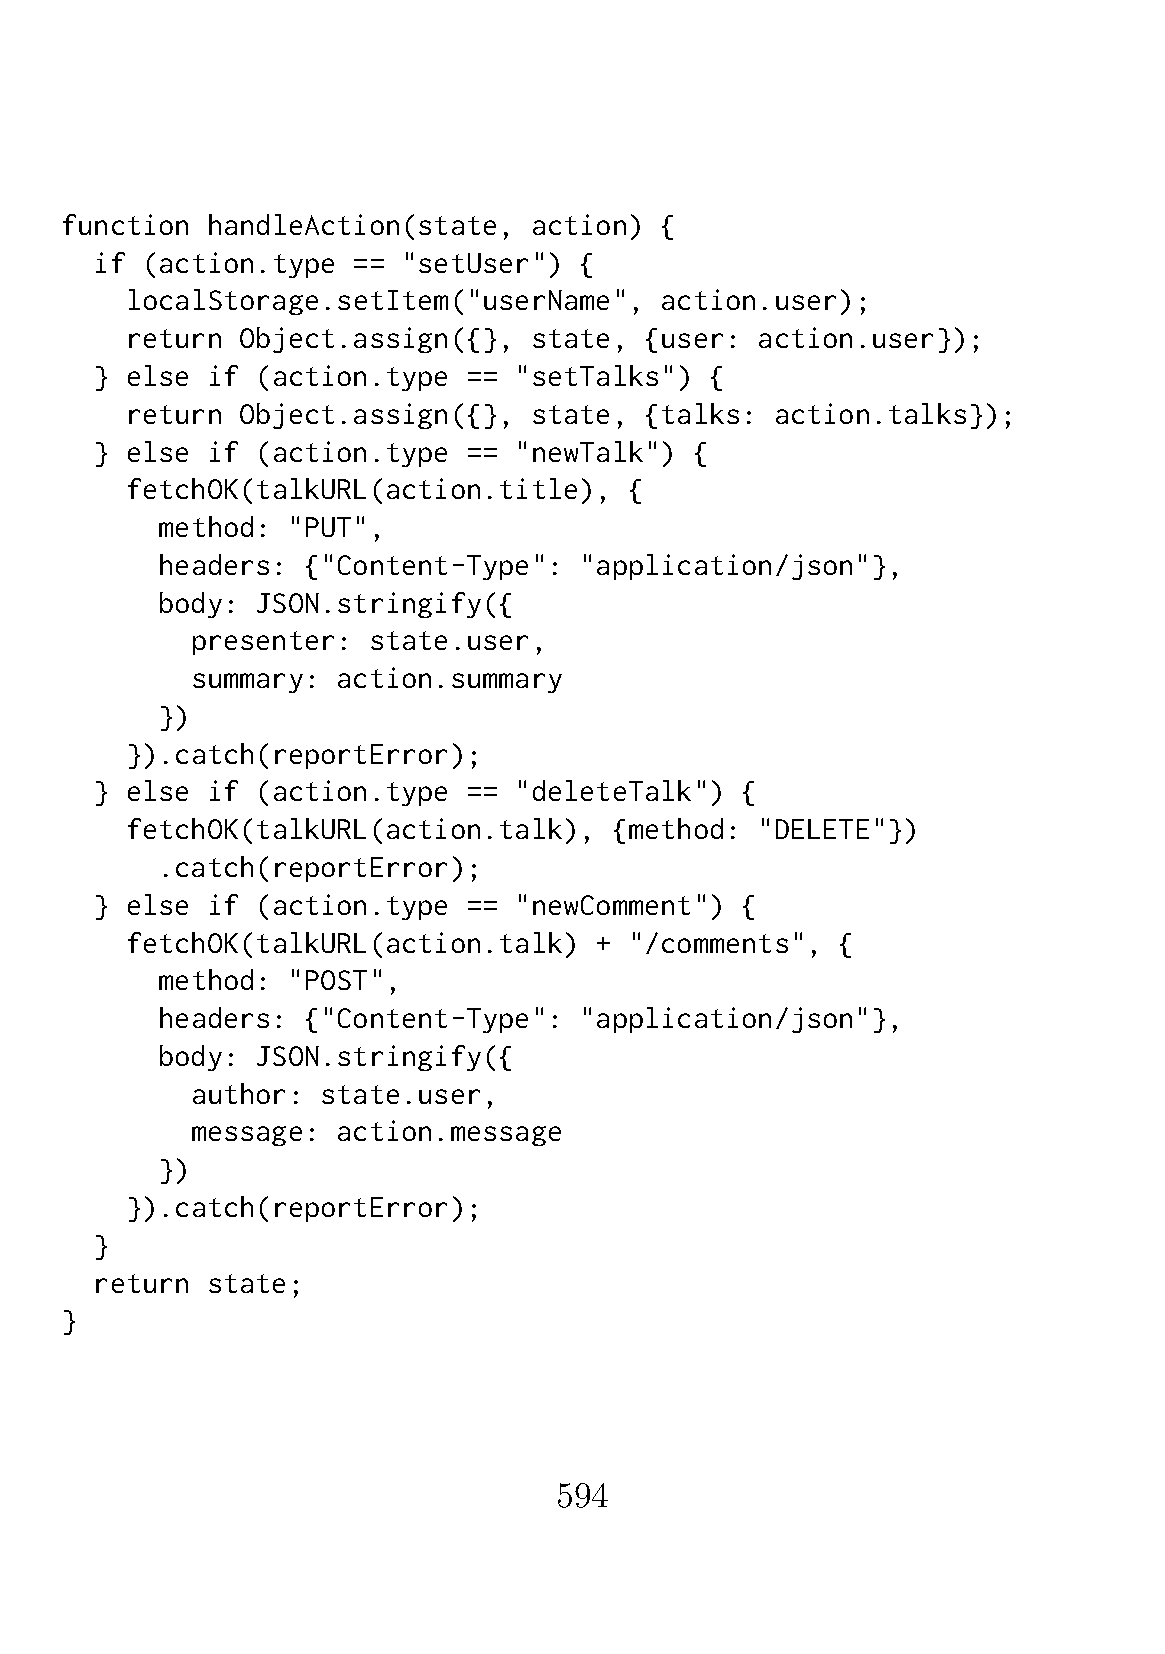 function handleAction(state, action) {
  if (action.type == "setUser") {
    localStorage.setItem("userName", action.user);
    return Object.assign({}, state, {user: action.user});
  } else if (action.type == "setTalks") {
    return Object.assign({}, state, {talks: action.talks});
  } else if (action.type == "newTalk") {
    fetchOK(talkURL(action.title), {
      method: "PUT",
      headers: {"Content-Type": "application/json"},
      body: JSON.stringify({
        presenter: state.user,
        summary: action.summary
      })
    }).catch(reportError);
  } else if (action.type == "deleteTalk") {
    fetchOK(talkURL(action.talk), {method: "DELETE"})
      .catch(reportError);
  } else if (action.type == "newComment") {
    fetchOK(talkURL(action.talk) + "/comments", {
      method: "POST",
      headers: {"Content-Type": "application/json"},
      body: JSON.stringify({
        author: state.user,
        message: action.message
      })
    }).catch(reportError);
  }
  return state;
}
594